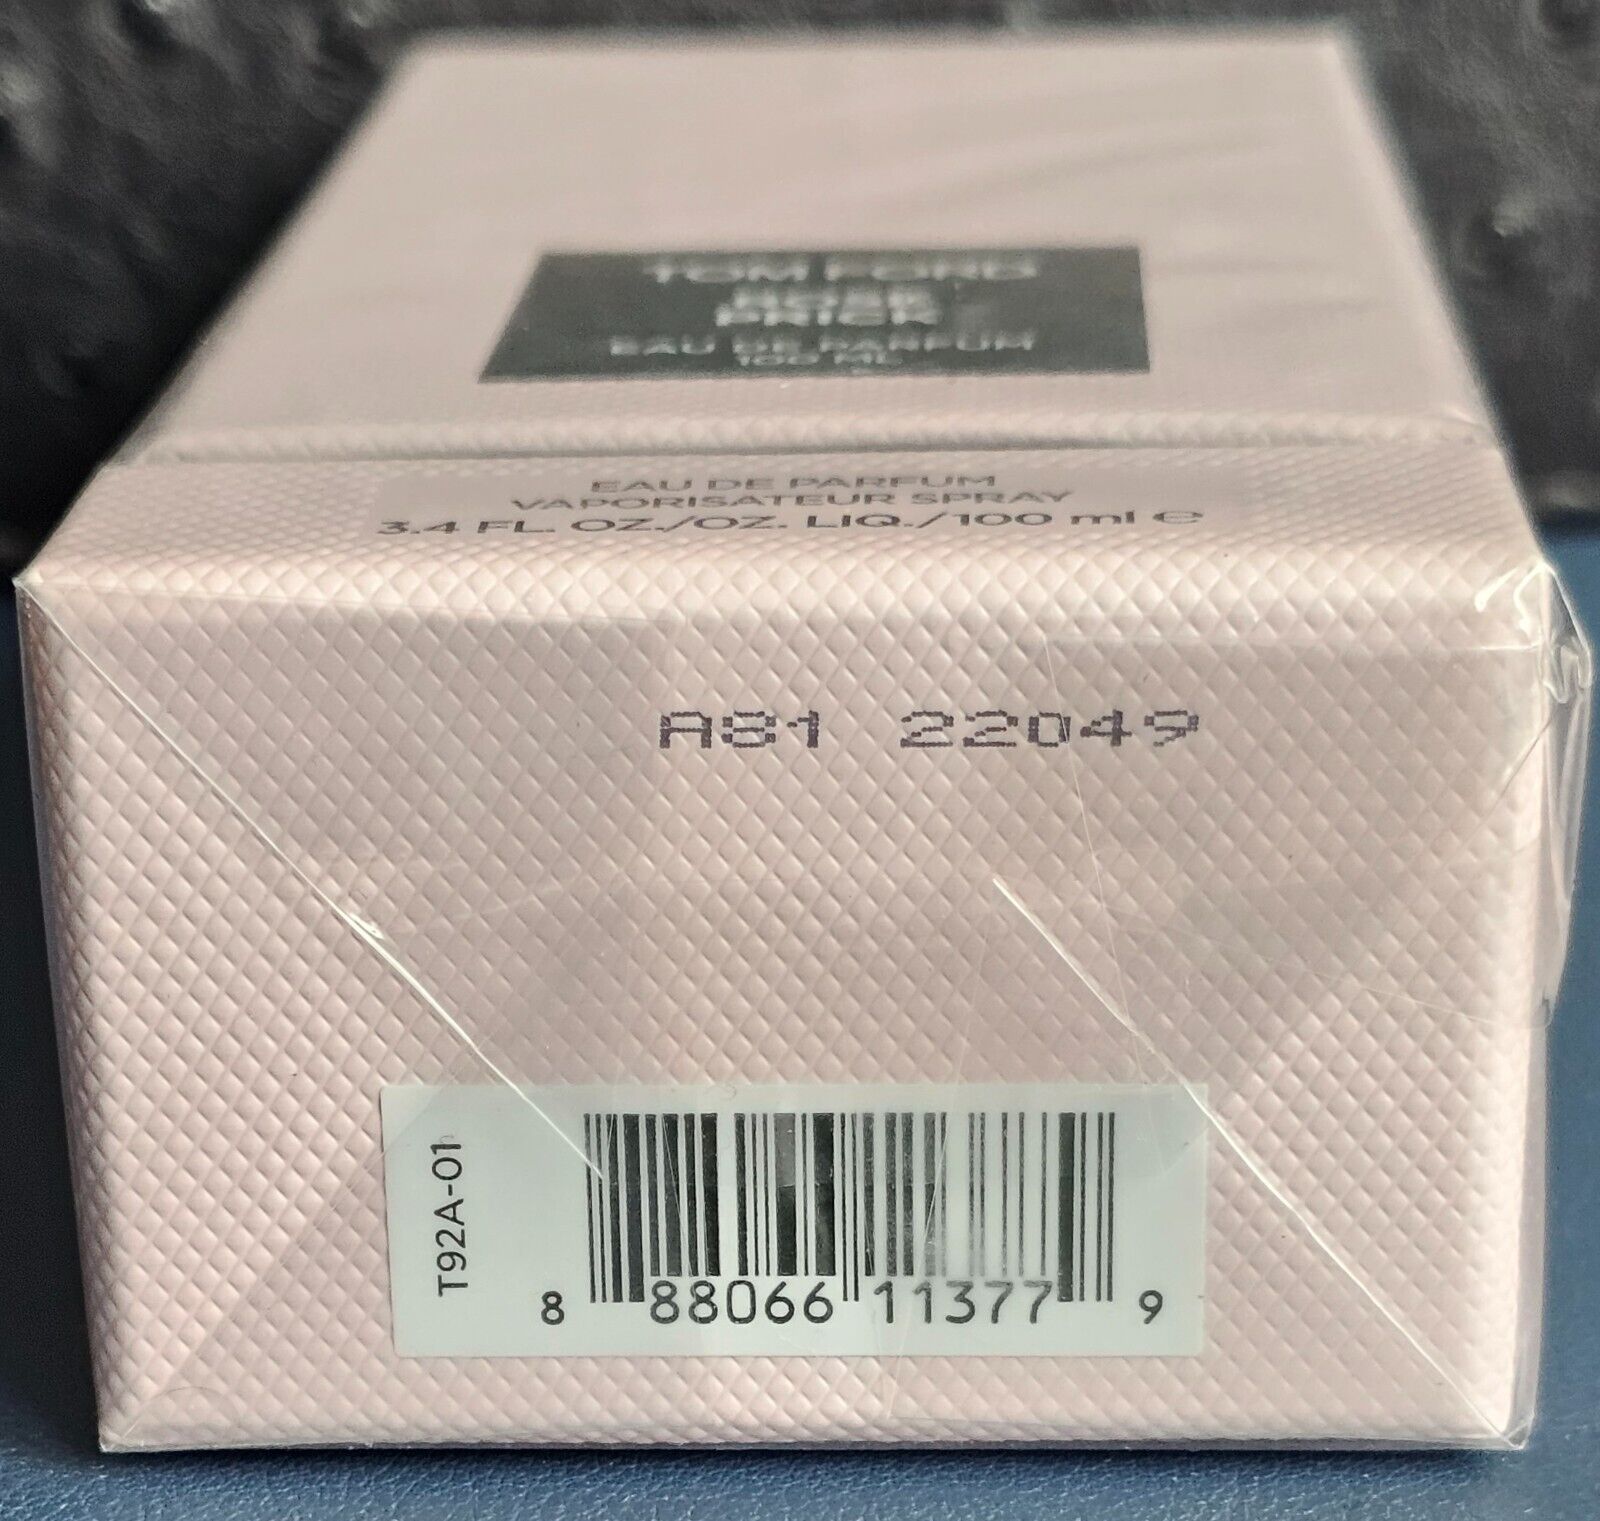 TOM FORD
ROSE
PRICK
EAU DE PARFUM
100 ML
EAU DE PARFUM
VAPORISATEUR SPRAY
3.4 FL. OZ./OZ. LIQ./100 ml ℮
A81 22049
T92A-01
8 88066 11377 9